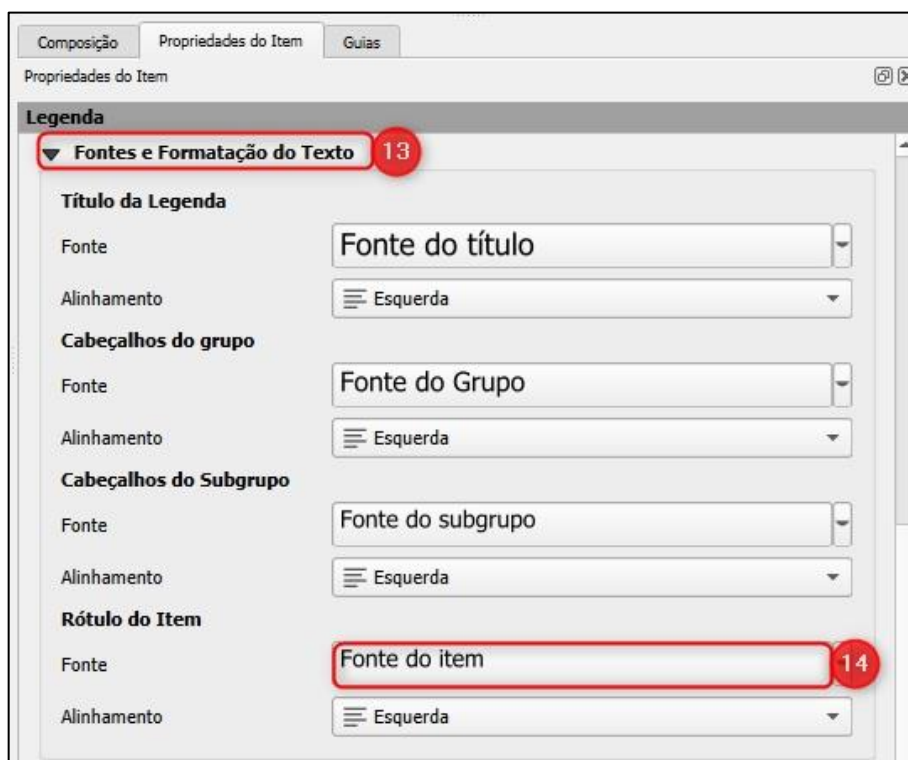 Composição Propriedades do Item Guias
Propriedades do Item
Legenda
Fontes e Formatação do Texto 13
Título da Legenda
Fonte Fonte do título
Alinhamento Esquerda
Cabeçalhos do grupo
Fonte Fonte do Grupo
Alinhamento Esquerda
Cabeçalhos do Subgrupo
Fonte Fonte do subgrupo
Alinhamento Esquerda
Rótulo do Item
Fonte Fonte do item 14
Alinhamento Esquerda